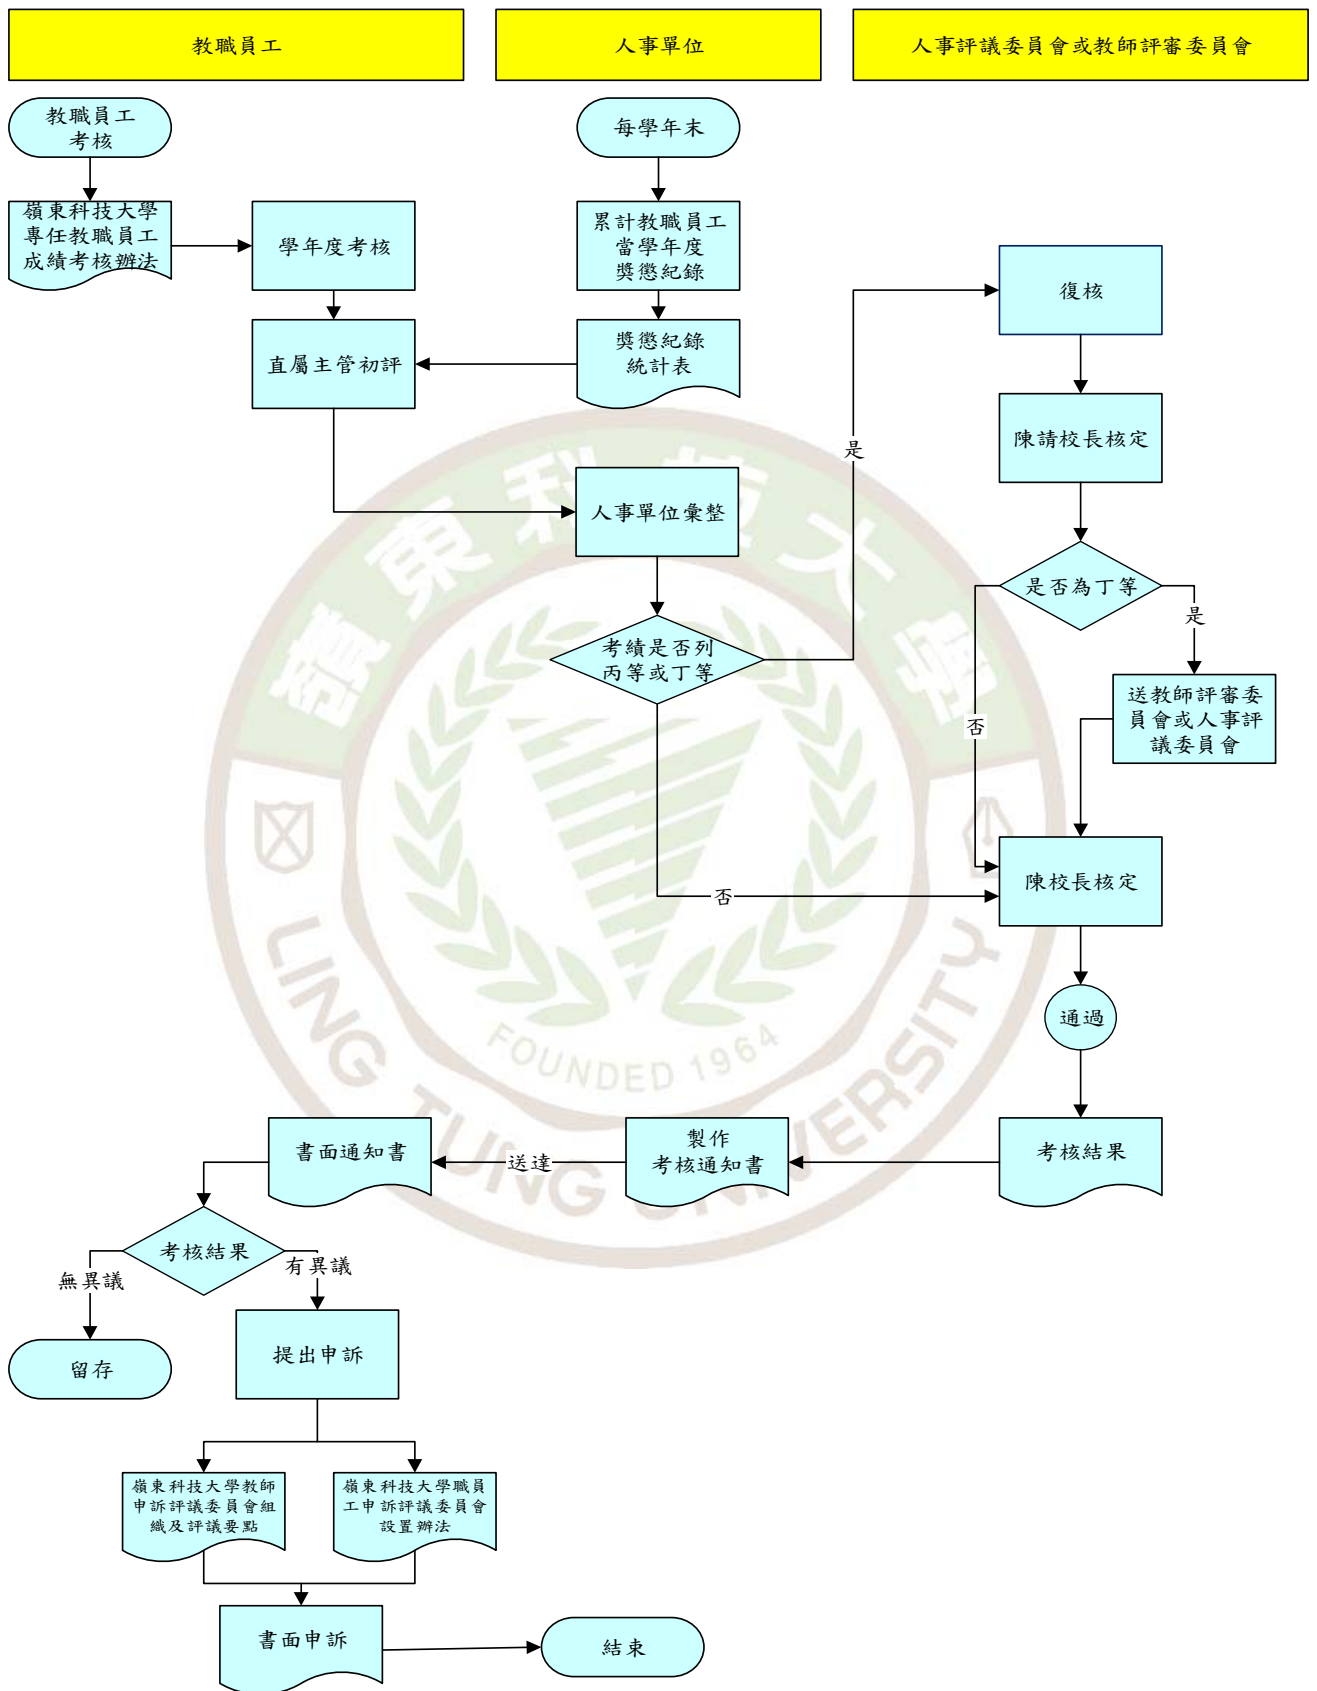 教職員工
人事單位
人事評議委員會或教師評審委員會
教職員工
考核
每學年末
嶺東科技大學
專任教職員工
成績考核辦法
學年度考核
累計教職員工
當學年度
獎懲紀錄
復核
直屬主管初評
獎懲紀錄
統計表
是
陳請校長核定
人事單位彙整
是否為丁等
是
考績是否列
丙等或丁等
否
送教師評審委
員會或人事評
議委員會
陳校長核定
否
通過
考核結果
製作
考核通知書
送達
書面通知書
考核結果
無異議
有異議
留存
提出申訴
嶺東科技大學教師
申訴評議委員會組
織及評議要點
嶺東科技大學職員
工申訴評議委員會
設置辦法
書面申訴
結束
嶺東科技大學
LING TUNG UNIVERSITY
FOUNDED 1964